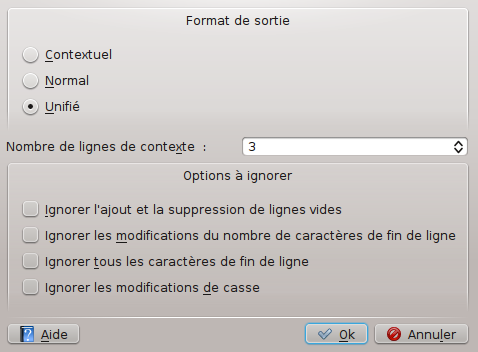 Format de sortie
Contextuel
Normal
Unifié
Nombre de lignes de contexte : 3
Options à ignorer
Ignorer l'ajout et la suppression de lignes vides
Ignorer les modifications du nombre de caractères de fin de ligne
Ignorer tous les caractères de fin de ligne
Ignorer les modifications de casse
Aide Ok Annuler